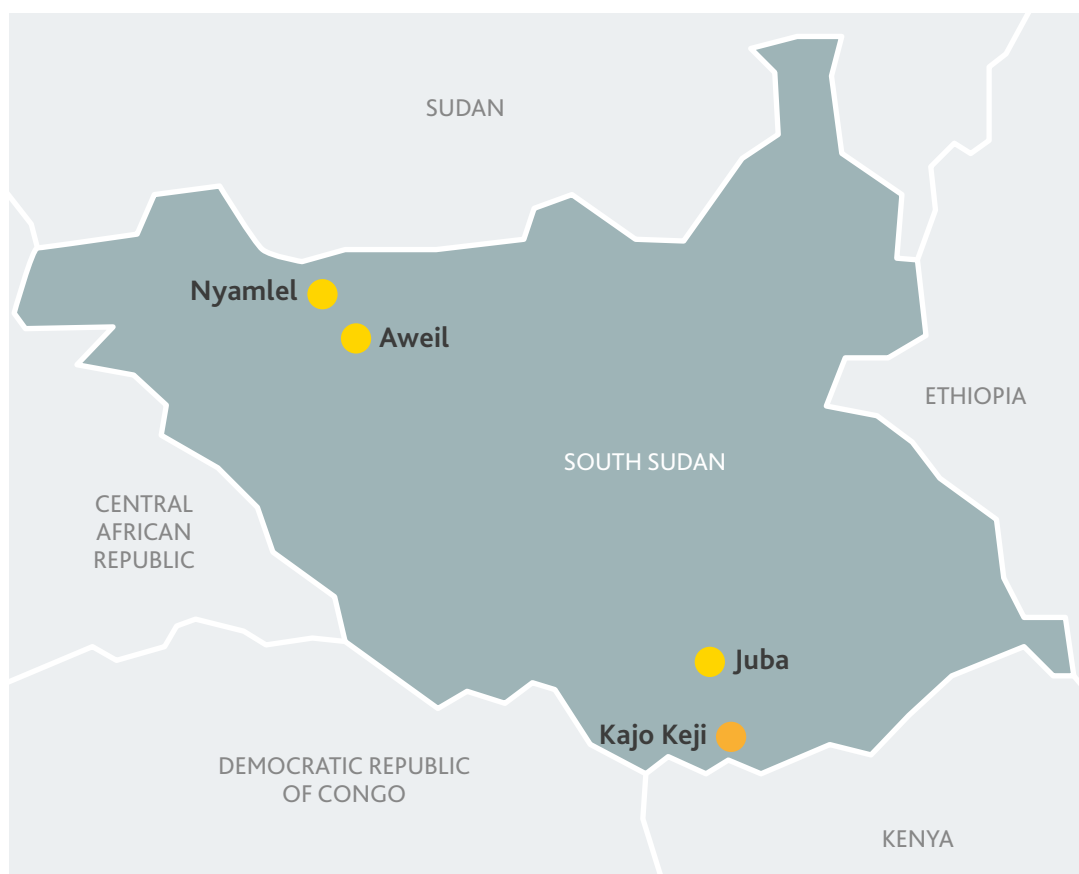 SUDAN
Nyamlel
Aweil
ETHIOPIA
SOUTH SUDAN
CENTRAL
AFRICAN
REPUBLIC
Juba
Kajo Keji
DEMOCRATIC REPUBLIC
OF CONGO
KENYA